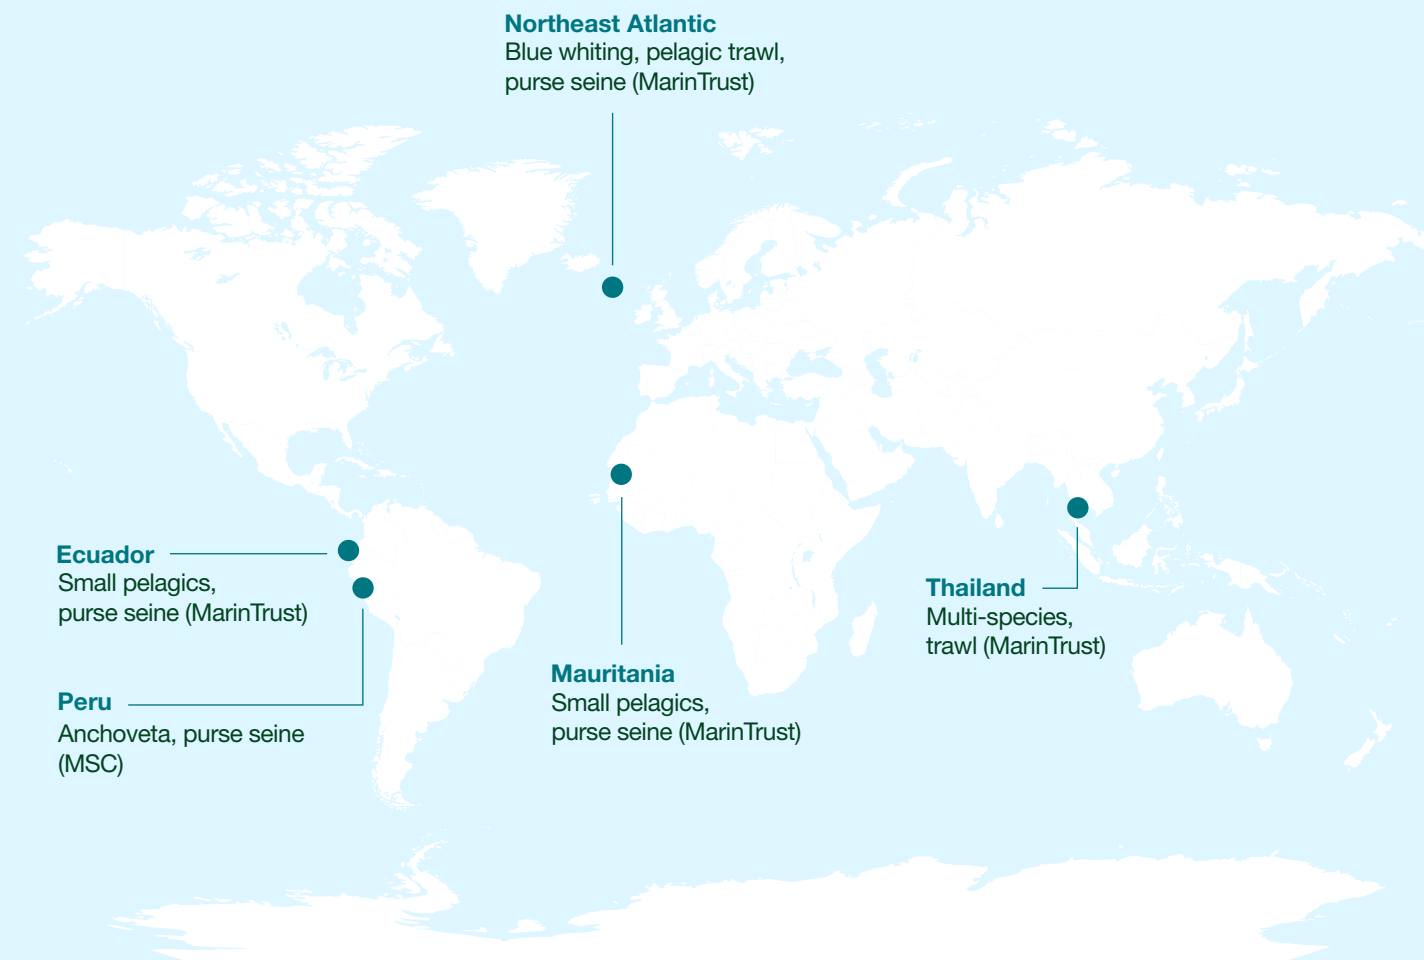 Northeast Atlantic
Blue whiting, pelagic trawl,
purse seine (MarinTrust)
Ecuador
Small pelagics,
purse seine (MarinTrust)
Peru
Anchoveta, purse seine
(MSC)
Mauritania
Small pelagics,
purse seine (MarinTrust)
Thailand
Multi-species,
trawl (MarinTrust)